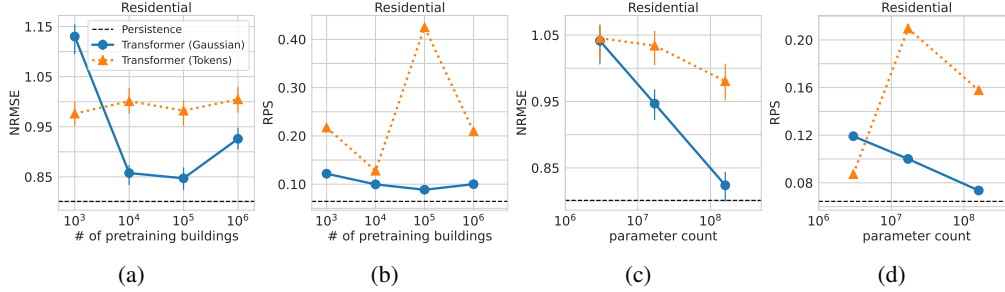 Residential
NRMSE
1.15
1.05
0.95
0.85
10³ 10⁴ 10⁵ 10⁶
# of pretraining buildings
Persistence
Transformer (Gaussian)
Transformer (Tokens)
(a)
Residential
RPS
0.40
0.30
0.20
0.10
10³ 10⁴ 10⁵ 10⁶
# of pretraining buildings
(b)
Residential
NRMSE
1.05
0.95
0.85
10⁶ 10⁷ 10⁸
parameter count
(c)
Residential
RPS
0.20
0.16
0.12
0.08
10⁶ 10⁷ 10⁸
parameter count
(d)